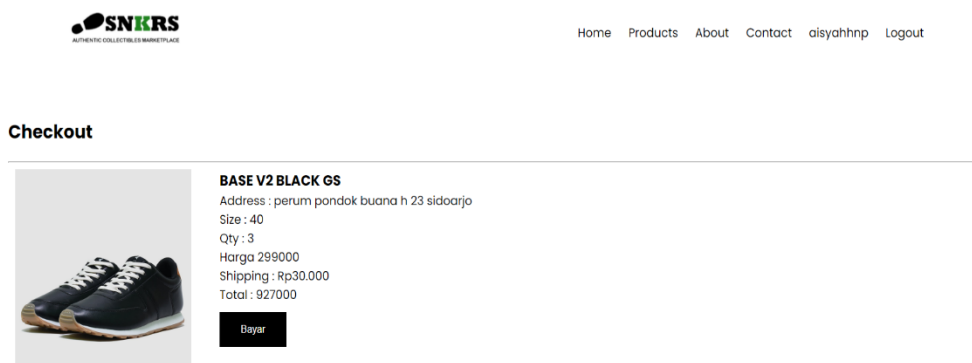 SNKRS
AUTHENTIC COLLECTIBLES MARKETPLACE
Home Products About Contact aisyahhnp Logout
Checkout
BASE V2 BLACK GS
Address : perum pondok buana h 23 sidoarjo
Size : 40
Qty : 3
Harga 299000
Shipping : Rp30.000
Total : 927000
Bayar